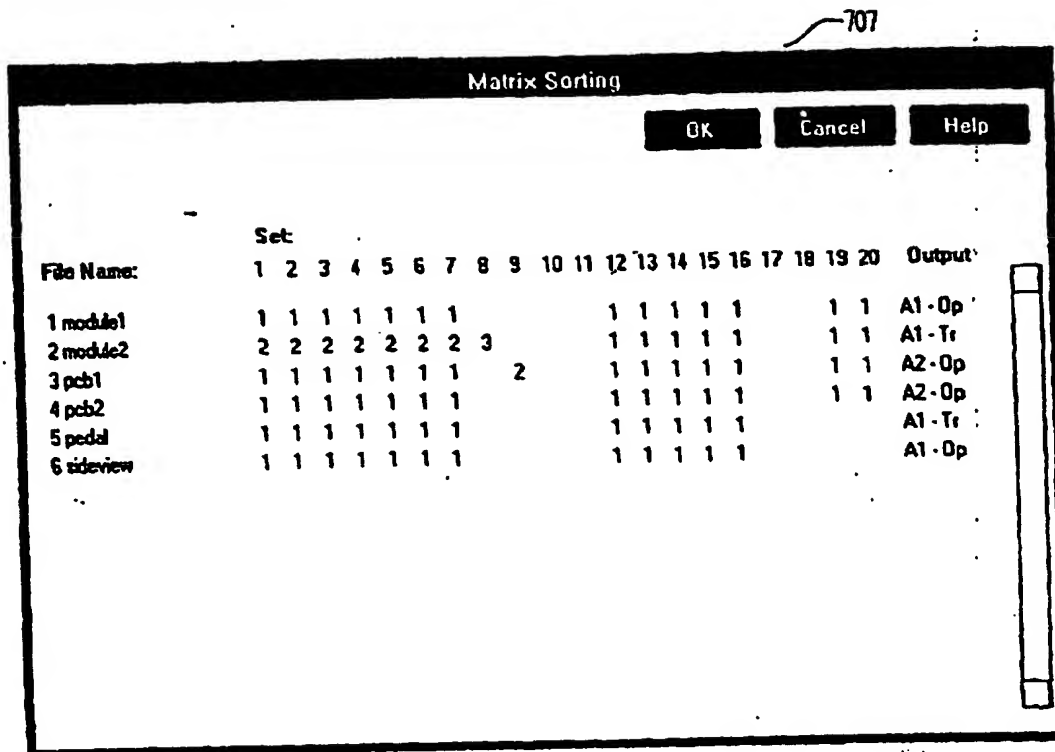 707
Matrix Sorting
OK Cancel Help
Set:
File Name: 1 2 3 4 5 6 7 8 9 10 11 12 13 14 15 16 17 18 19 20 Output
1 module1 1 1 1 1 1 1 1 1 1 1 1 1 1 1 A1 - Op
2 module2 2 2 2 2 2 2 2 3 1 1 1 1 1 1 1 A1 - Tr
3 pcb1 1 1 1 1 1 1 1 2 1 1 1 1 1 1 1 A2 - Op
4 pcb2 1 1 1 1 1 1 1 1 1 1 1 1 1 1 A2 - Op
5 pedal 1 1 1 1 1 1 1 1 1 1 1 1 A1 - Tr
6 sideview 1 1 1 1 1 1 1 1 1 1 1 1 A1 - Op